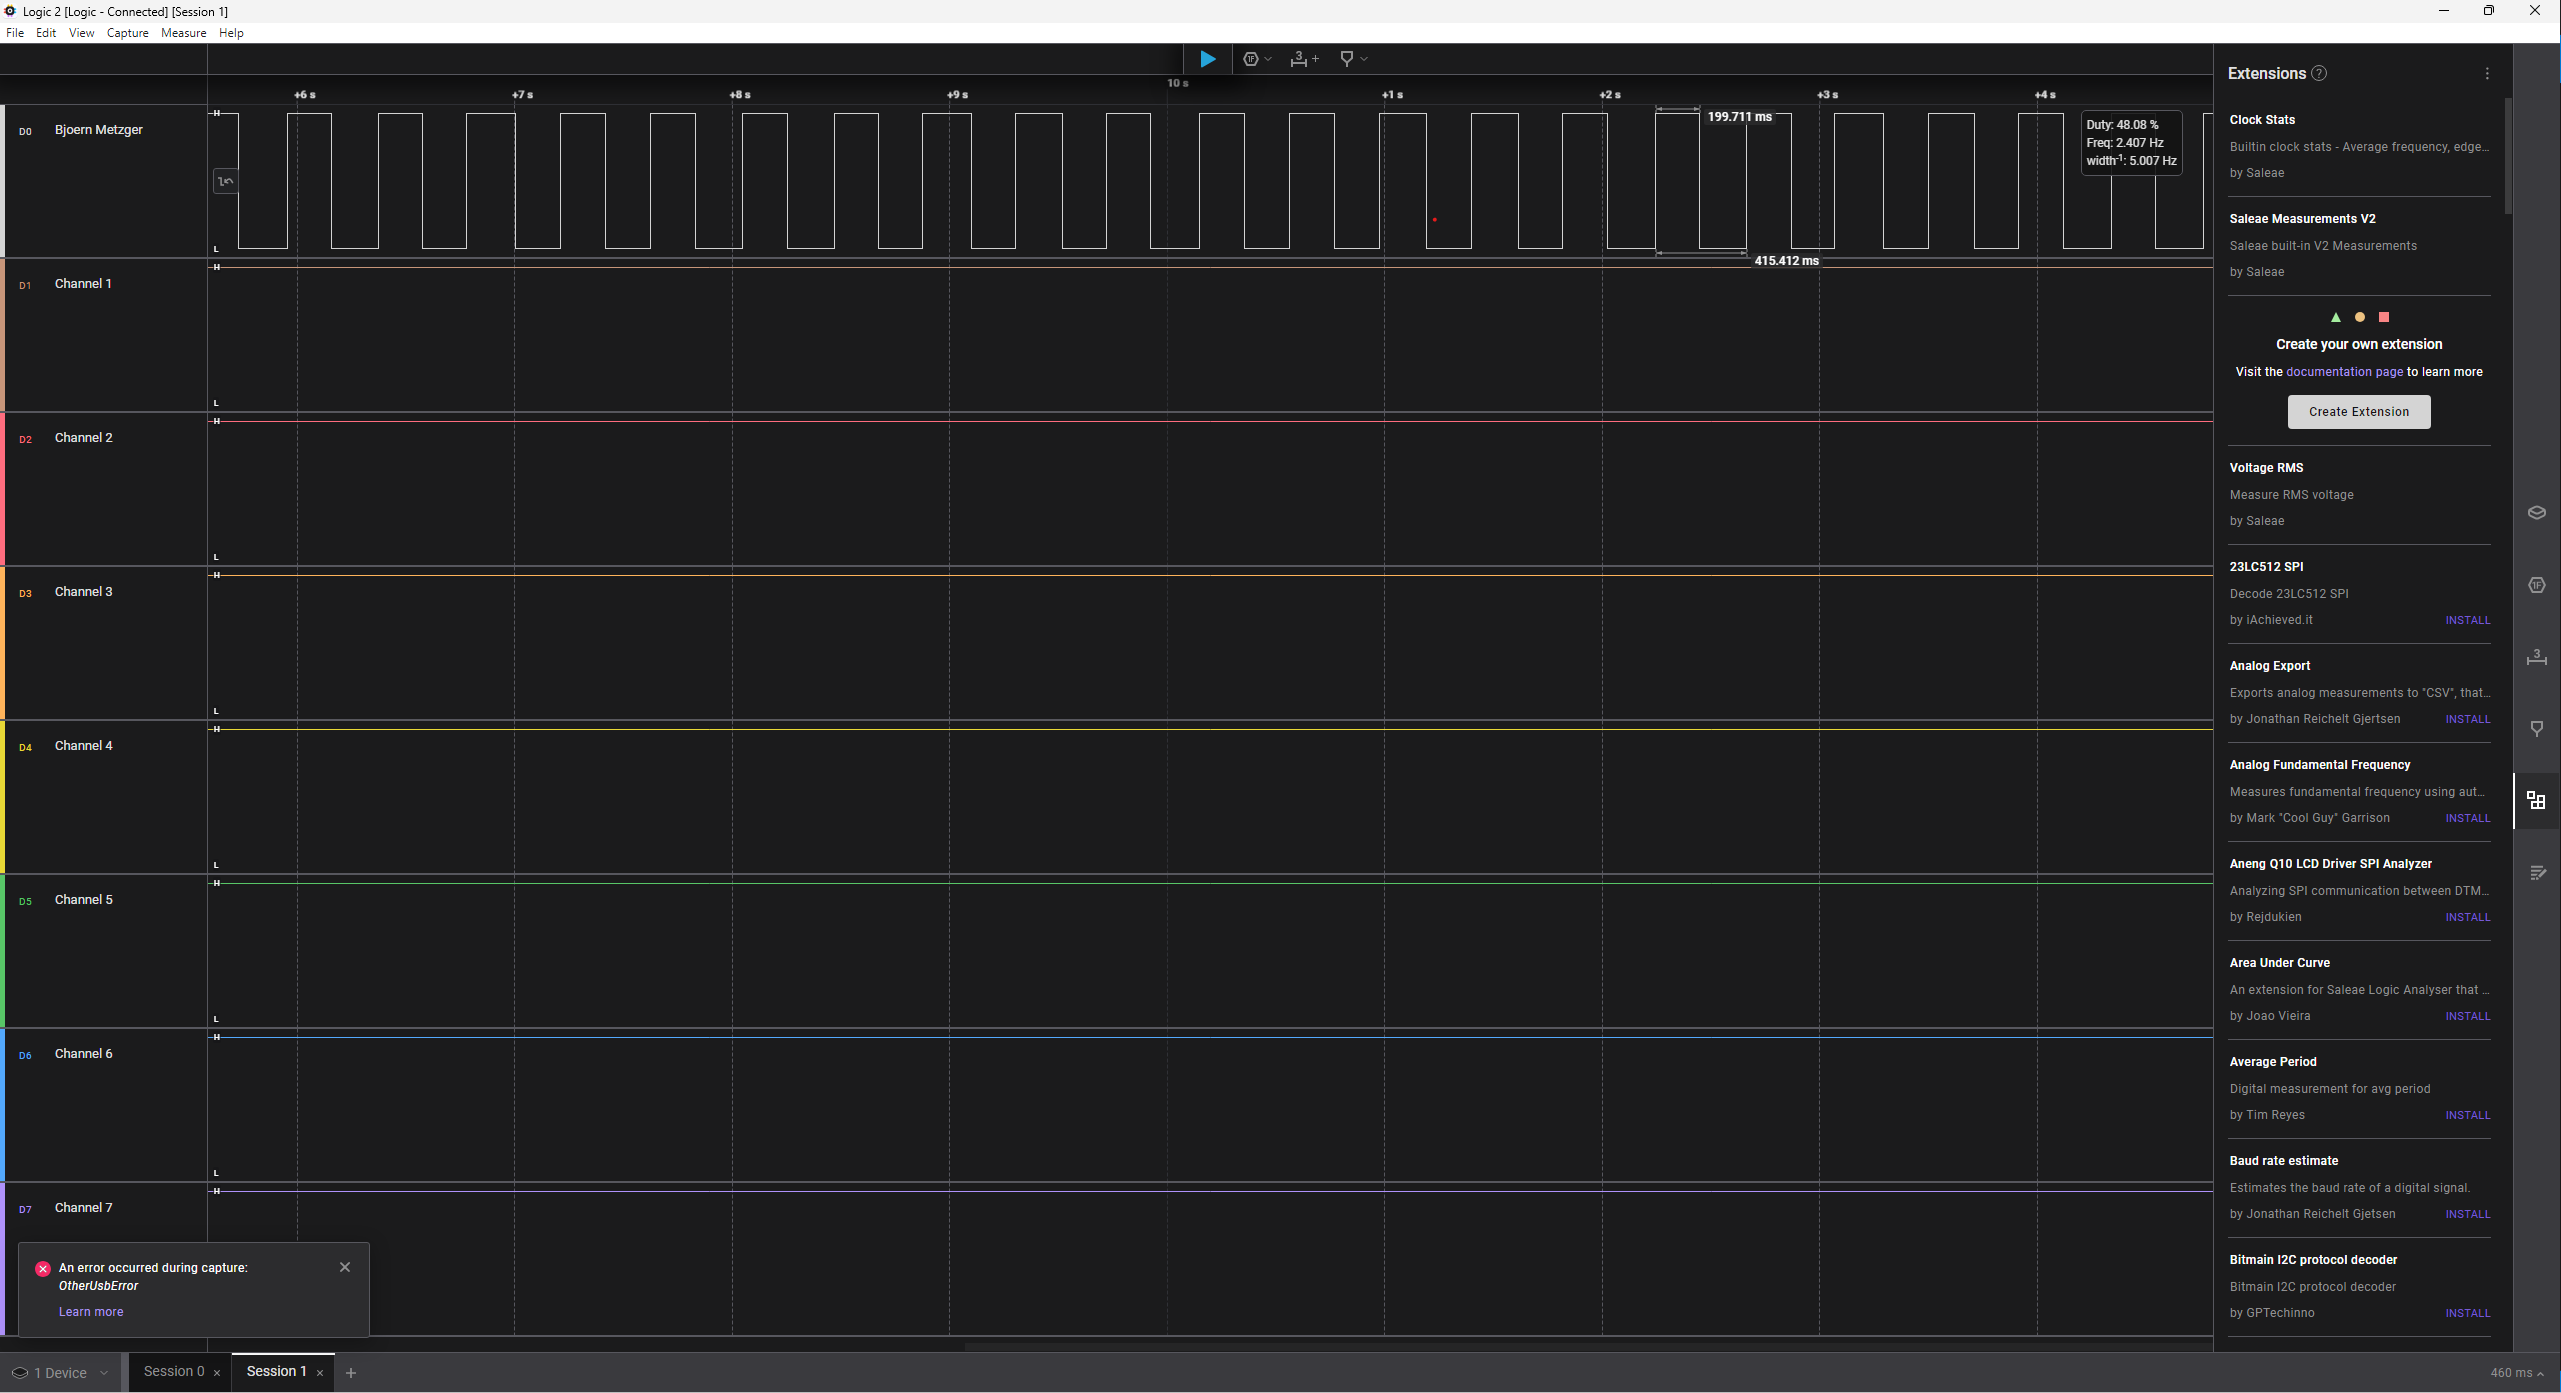 Logic 2 [Logic - Connected] [Session 1]
File Edit View Capture Measure Help
10 s
+6 s +7 s +8 s +9 s +1 s +2 s +3 s +4 s
D0 Bjoern Metzger
H
L
199.711 ms
415.412 ms
Duty: 48.08 %
Freq: 2.407 Hz
width-1: 5.007 Hz
D1 Channel 1
H
L
D2 Channel 2
H
L
D3 Channel 3
H
L
D4 Channel 4
H
L
D5 Channel 5
H
L
D6 Channel 6
H
L
D7 Channel 7
H
An error occurred during capture:
OtherUsbError
Learn more
Extensions ?
Clock Stats
Builtin clock stats - Average frequency, edge...
by Saleae
Saleae Measurements V2
Saleae built-in V2 Measurements
by Saleae
Create your own extension
Visit the documentation page to learn more
Create Extension
Voltage RMS
Measure RMS voltage
by Saleae
23LC512 SPI
Decode 23LC512 SPI
by iAchieved.it INSTALL
Analog Export
Exports analog measurements to "CSV", that...
by Jonathan Reichelt Gjertsen INSTALL
Analog Fundamental Frequency
Measures fundamental frequency using aut...
by Mark "Cool Guy" Garrison INSTALL
Aneng Q10 LCD Driver SPI Analyzer
Analyzing SPI communication between DTM...
by Rejdukien INSTALL
Area Under Curve
An extension for Saleae Logic Analyser that ...
by Joao Vieira INSTALL
Average Period
Digital measurement for avg period
by Tim Reyes INSTALL
Baud rate estimate
Estimates the baud rate of a digital signal.
by Jonathan Reichelt Gjetsen INSTALL
Bitmain I2C protocol decoder
Bitmain I2C protocol decoder
by GPTechinno INSTALL
1 Device Session 0 Session 1 460 ms